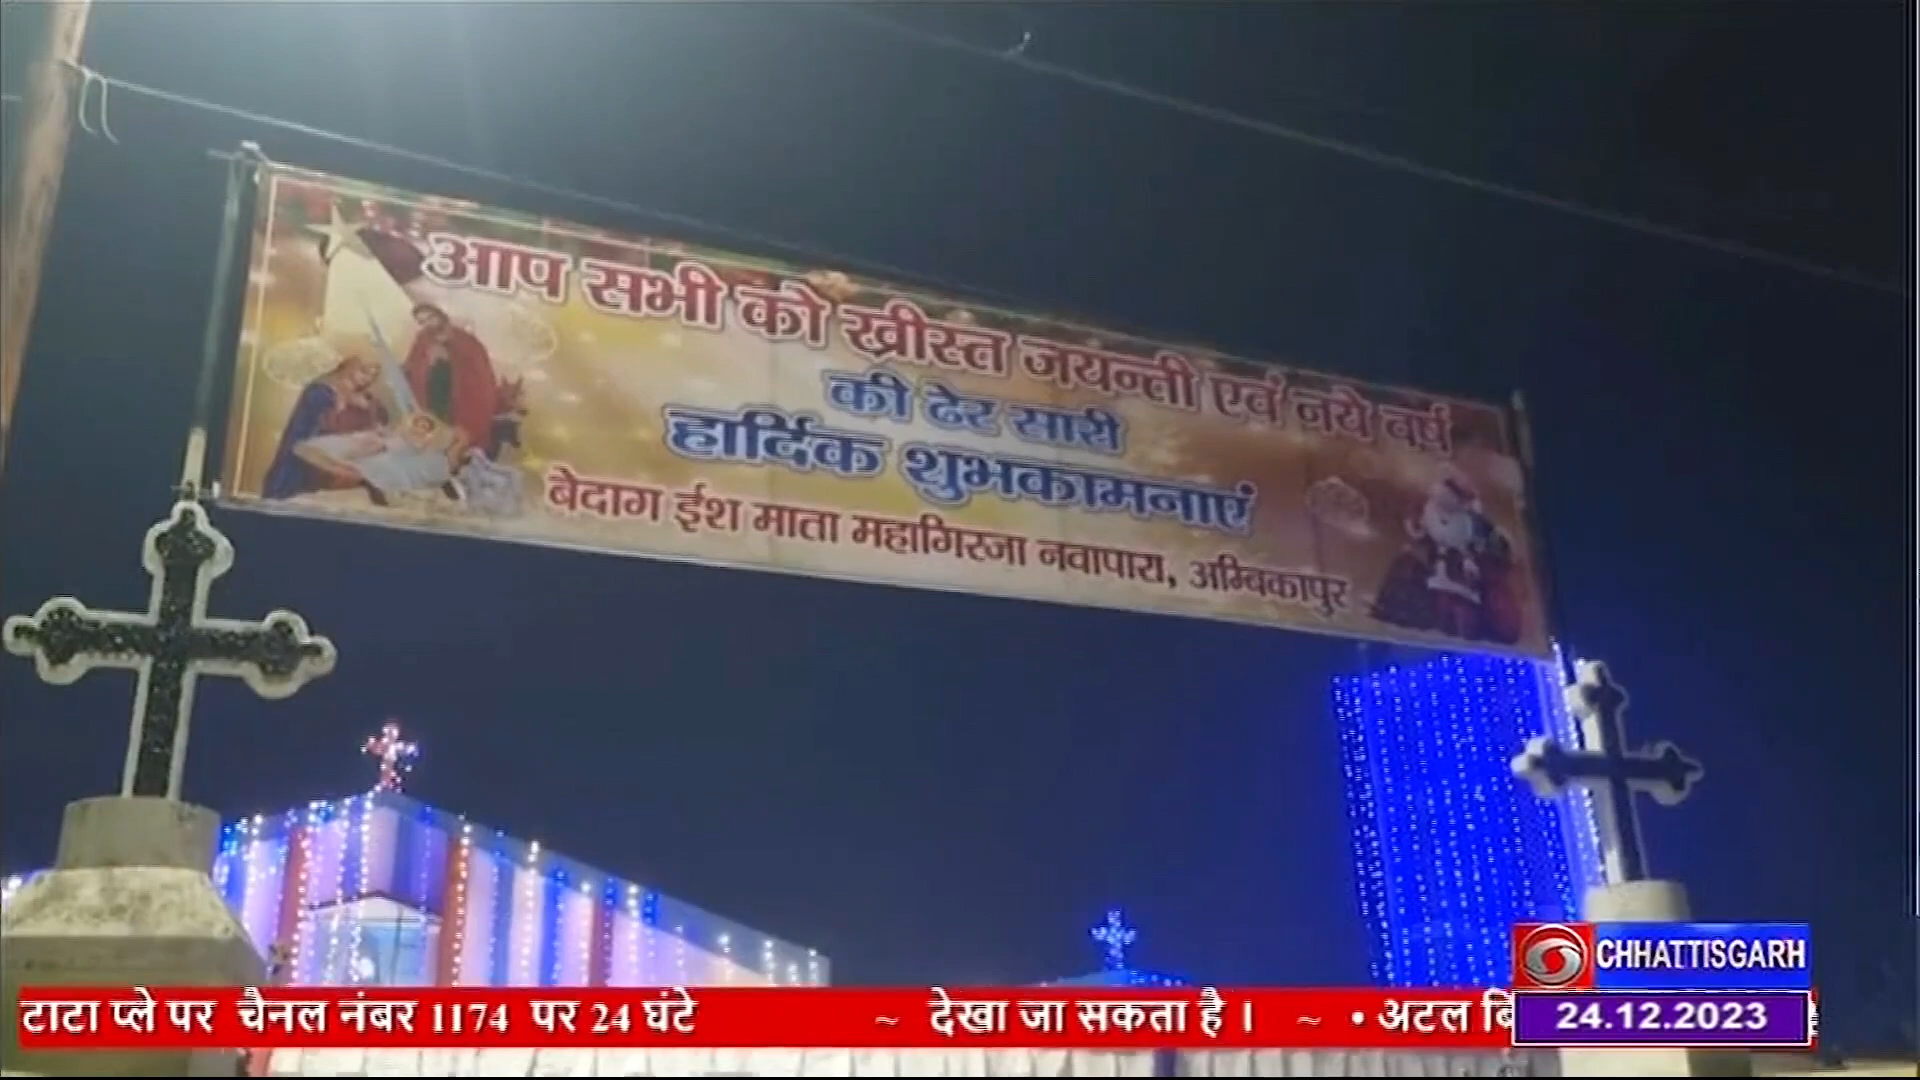 आप सभी को ख्रीस्त जयन्ती एवं नये वर्ष
की ढेर सारी
हार्दिक शुभकामनाएं
बेदाग ईश माता महागिरजा नवापारा, अम्बिकापुर
CHHATTISGARH
टाटा प्ले पर चैनल नंबर 1174 पर 24 घंटे ~ देखा जा सकता है । ~ • अटल
24.12.2023